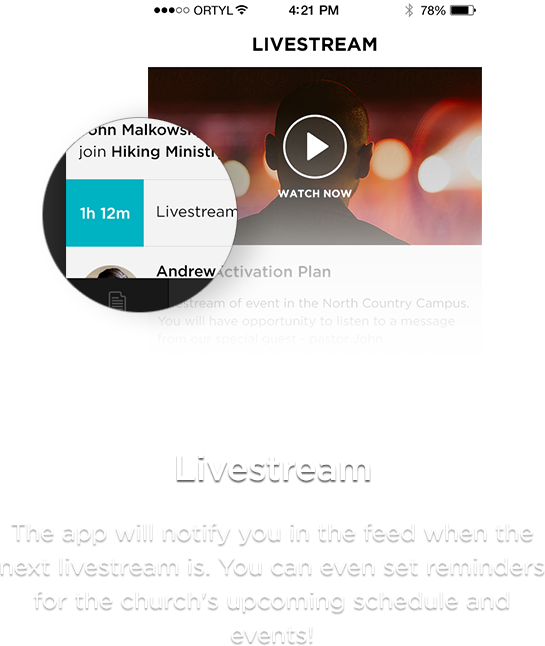 ORTYL 4:21 PM 78%
LIVESTREAM
WATCH NOW
John Malkowsk
join Hiking Ministr
1h 12m Livestream
Andrew
Activation Plan
stream of event in the North Country Campus.
You will have opportunity to listen to a message
from our special guest - pastor John
Livestream
The app will notify you in the feed when the
next livestream is. You can even set reminders
for the church's upcoming schedule and
events!